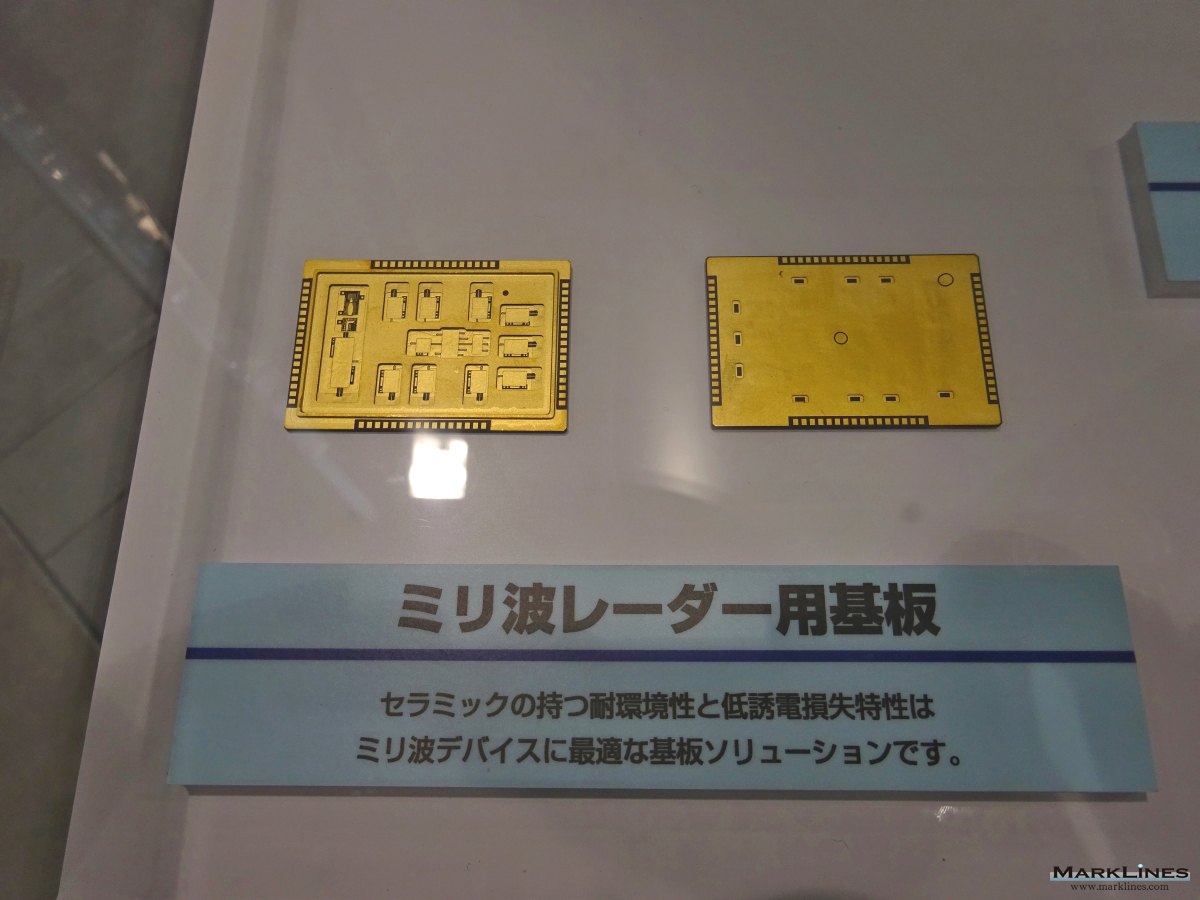 ミリ波レーダー用基板
セラミックの持つ耐環境性と低誘電損失特性は
ミリ波デバイスに最適な基板ソリューションです。
MARKLINES
www.marklines.com